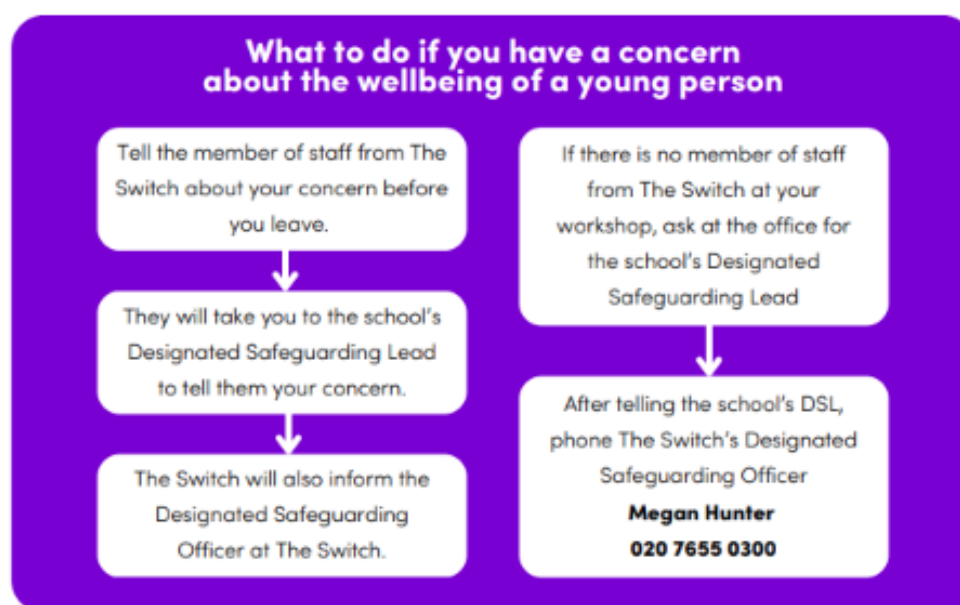 What to do if you have a concern
about the wellbeing of a young person
Tell the member of staff from The
Switch about your concern before
you leave.
They will take you to the school's
Designated Safeguarding Lead
to tell them your concern.
The Switch will also inform the
Designated Safeguarding
Officer at The Switch.
If there is no member of staff
from The Switch at your
workshop, ask at the office for
the school's Designated
Safeguarding Lead
After telling the school's DSL,
phone The Switch's Designated
Safeguarding Officer
Megan Hunter
020 7655 0300